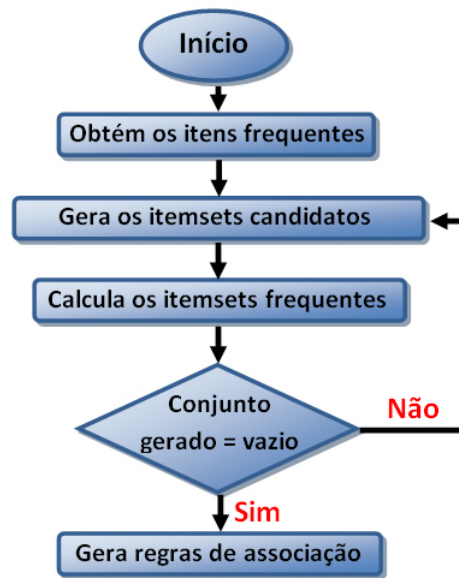 Início
Obtém os itens frequentes
Gera os itemsets candidatos
Calcula os itemsets frequentes
Conjunto
gerado = vazio
Não
Sim
Gera regras de associação